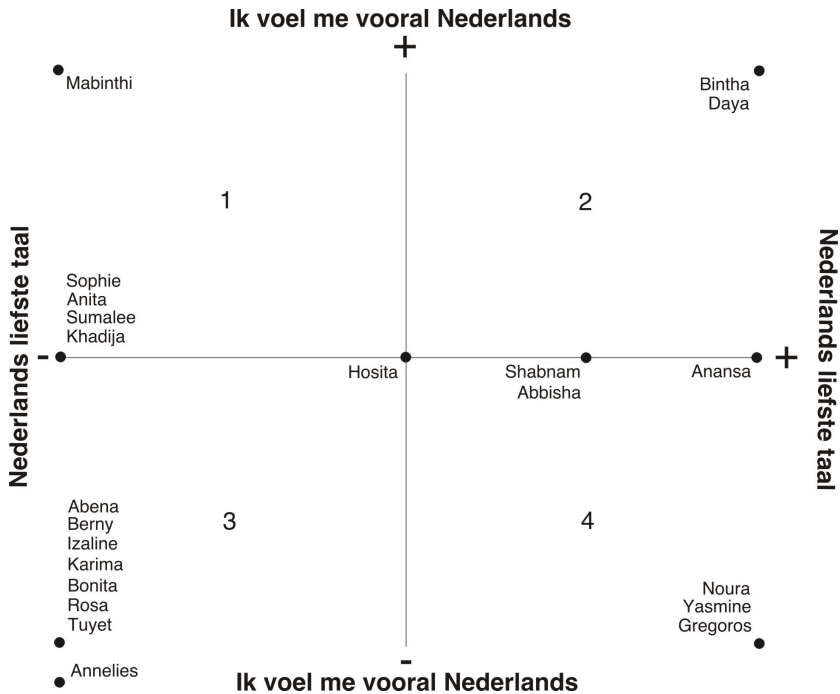 Ik voel me vooral Nederlands
+
Mabinthi
Bintha
Daya
1
2
Nederlands liefste taal
Sophie
Anita
Sumalee
Khadija
-
Hosita
Shabnam
Abbisha
Anansa
+
Nederlands liefste taal
Abena
Berny
Izaline
Karima
Bonita
Rosa
Tuyet
3
4
Noura
Yasmine
Gregoros
Annelies
-
Ik voel me vooral Nederlands